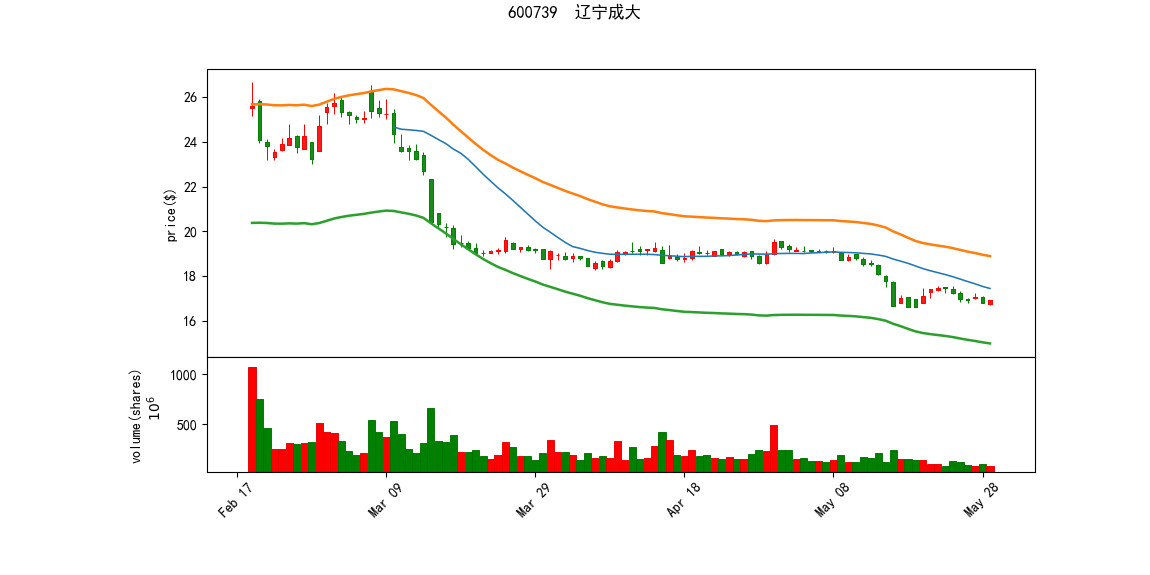 600739 辽宁成大
price($)
26
24
22
20
18
16
volume(shares)
10^6
1000
500
Feb 17
Mar 09
Mar 29
Apr 18
May 08
May 28